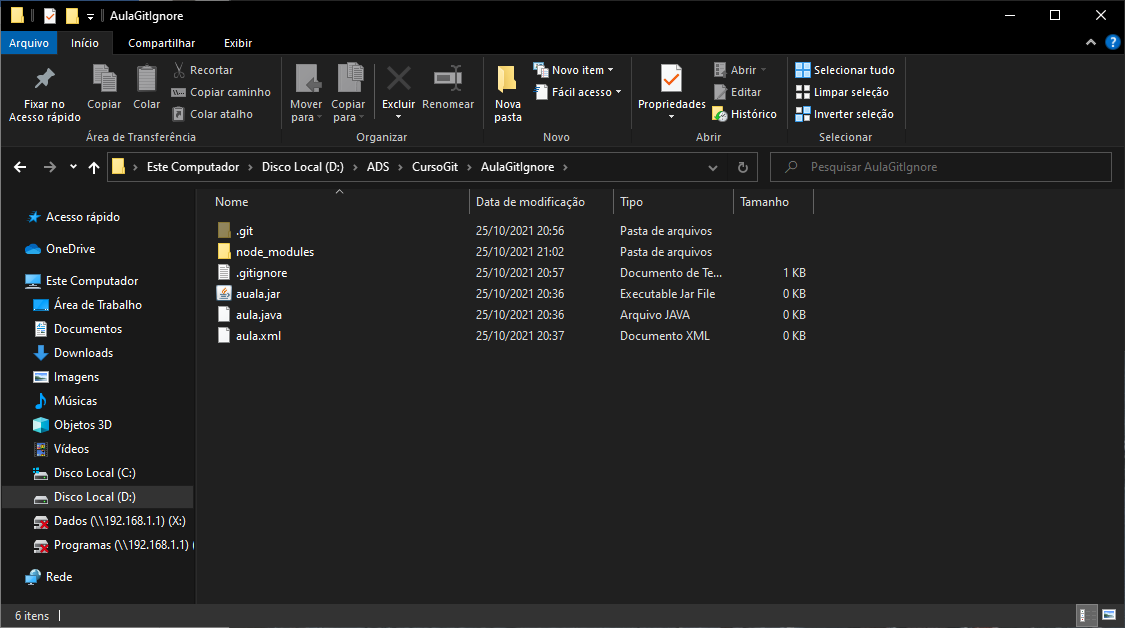 AulaGitIgnore
Arquivo Início Compartilhar Exibir
Fixar no Acesso rápido
Copiar
Colar
Recortar
Copiar caminho
Colar atalho
Área de Transferência
Mover para
Copiar para
Excluir
Renomear
Organizar
Nova pasta
Novo item
Fácil acesso
Novo
Propriedades
Abrir
Editar
Histórico
Abrir
Selecionar tudo
Limpar seleção
Inverter seleção
Selecionar
Este Computador > Disco Local (D:) > ADS > CursoGit > AulaGitIgnore >
Pesquisar AulaGitIgnore
Acesso rápido
OneDrive
Este Computador
Área de Trabalho
Documentos
Downloads
Imagens
Músicas
Objetos 3D
Vídeos
Disco Local (C:)
Disco Local (D:)
Dados (\\192.168.1.1) (X:)
Programas (\\192.168.1.1) (
Rede
Nome Data de modificação Tipo Tamanho
.git 25/10/2021 20:56 Pasta de arquivos
node_modules 25/10/2021 21:02 Pasta de arquivos
.gitignore 25/10/2021 20:57 Documento de Te... 1 KB
auala.jar 25/10/2021 20:36 Executable Jar File 0 KB
aula.java 25/10/2021 20:36 Arquivo JAVA 0 KB
aula.xml 25/10/2021 20:37 Documento XML 0 KB
6 itens